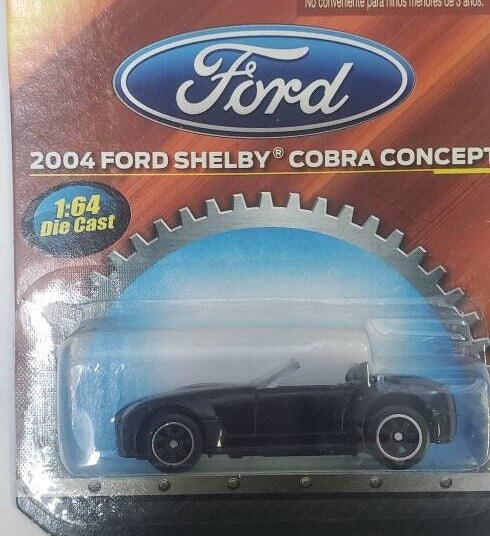 No conveniente para niños menores de 3 años.
Ford
2004 FORD SHELBY® COBRA CONCEPT
1:64
Die Cast